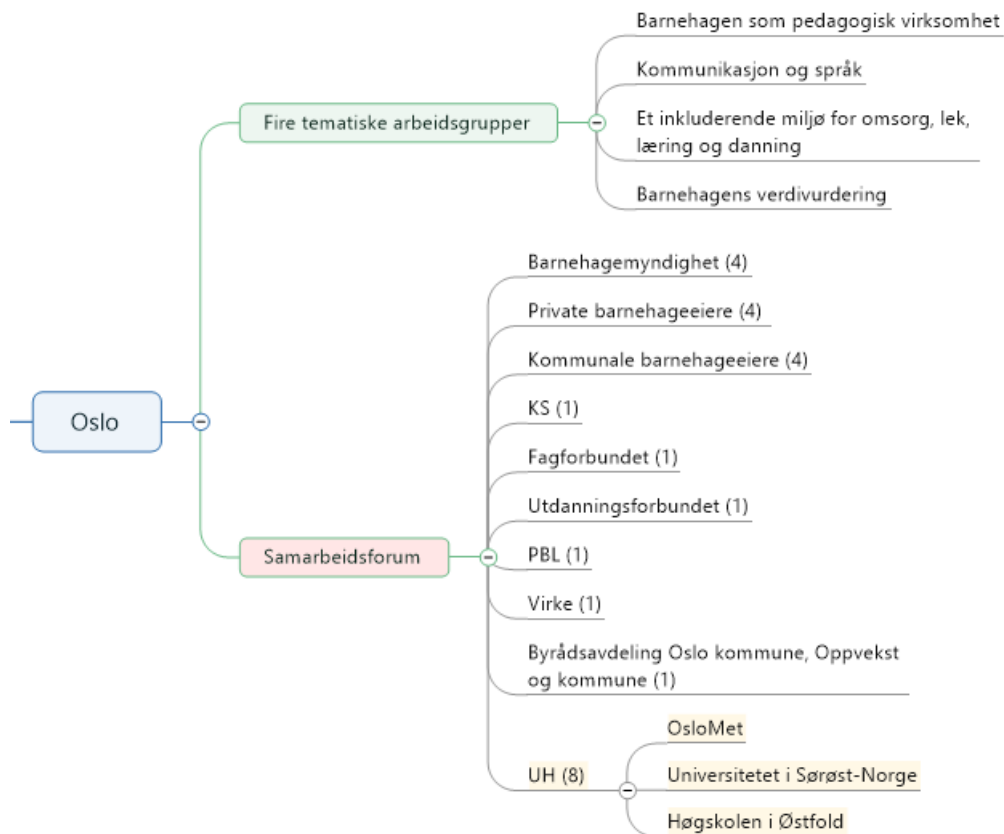 Barnehagen som pedagogisk virksomhet
Kommunikasjon og språk
Fire tematiske arbeidsgrupper
Et inkluderende miljø for omsorg, lek,
læring og danning
Barnehagens verdivurdering
Barnehagemyndighet (4)
Private barnehageeiere (4)
Kommunale barnehageeiere (4)
Oslo
KS (1)
Fagforbundet (1)
Utdanningsforbundet (1)
Samarbeidsforum
PBL (1)
Virke (1)
Byrådsavdeling Oslo kommune, Oppvekst
og kommune (1)
OsloMet
UH (8)
Universitetet i Sørøst-Norge
Høgskolen i Østfold